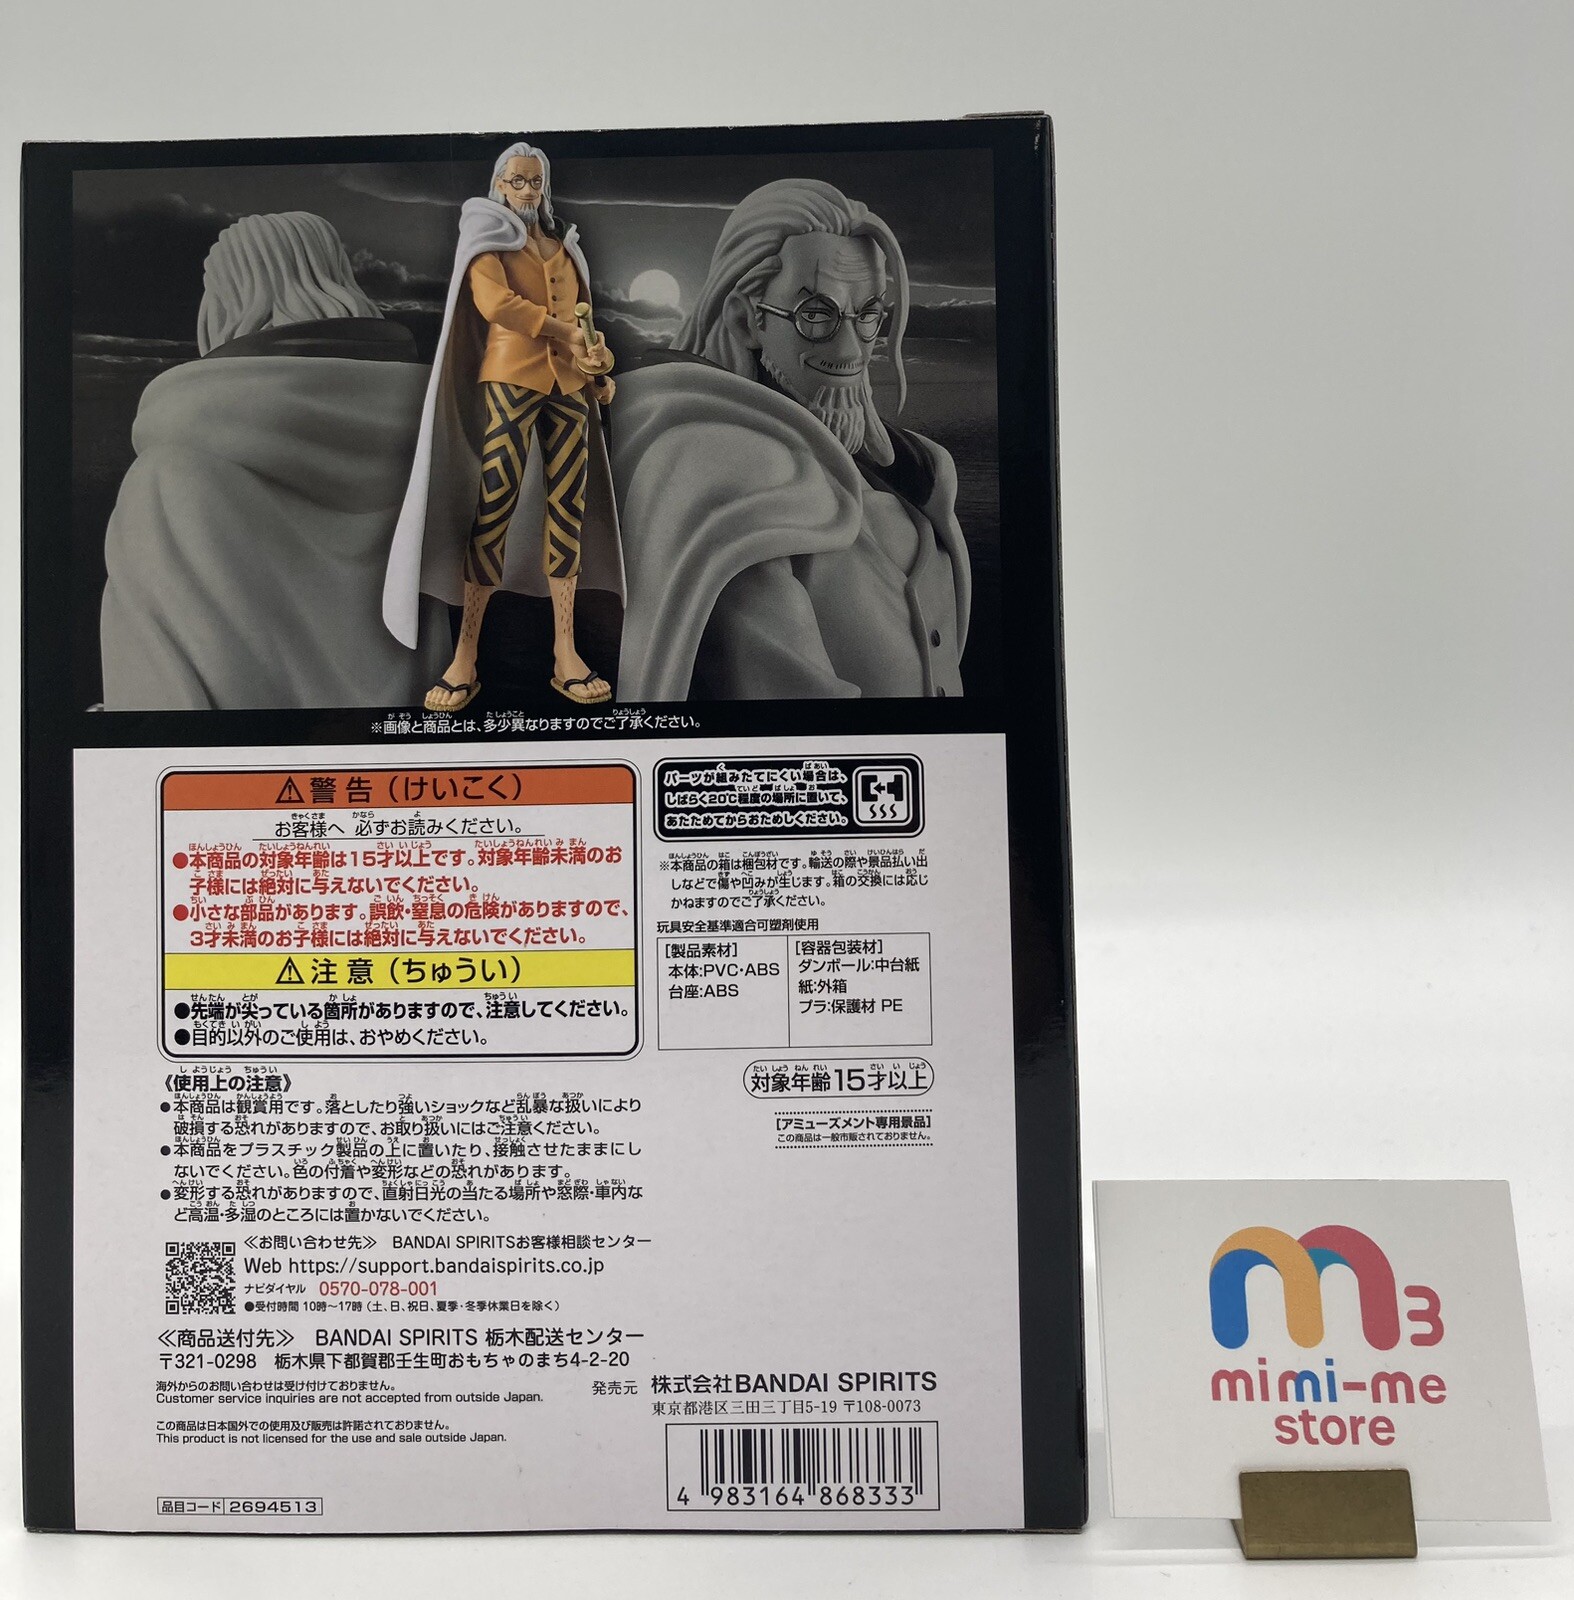 ※画像と商品とは、多少異なりますのでご了承ください。
⚠警告（けいこく）
お客様へ 必ずお読みください。
●本商品の対象年齢は15才以上です。対象年齢未満のお
子様には絶対に与えないでください。
●小さな部品があります。誤飲・窒息の危険がありますので、
3才未満のお子様には絶対に与えないでください。
⚠注意（ちゅうい）
●先端が尖っている箇所がありますので、注意してください。
●目的以外のご使用は、おやめください。
《使用上の注意》
●本商品は観賞用です。落としたり強いショックなど乱暴な扱いにより
破損する恐れがありますので、お取り扱いにはご注意ください。
●本商品をプラスチック製品の上に置いたり、接触させたままにし
ないでください。色の付着や変形などの恐れがあります。
●変形する恐れがありますので、直射日光の当たる場所や窓際・車内な
ど高温・多湿のところには置かないでください。
≪お問い合わせ先≫ BANDAI SPIRITSお客様相談センター
Web https://support.bandaispirits.co.jp
ナビダイヤル 0570-078-001
●受付時間 10時～17時（土、日、祝日、夏季・冬季休業日を除く）
≪商品送付先≫ BANDAI SPIRITS 栃木配送センター
〒321-0298 栃木県下都賀郡壬生町おもちゃのまち4-2-20
海外からのお問い合わせは受け付けておりません。
Customer service inquiries are not accepted from outside Japan.
この商品は日本国外での使用及び販売は許諾されておりません。
This product is not licensed for the use and sale outside Japan.
品目コード 2694513
パーツが組みたてにくい場合は、
しばらく20℃程度の場所に置いて、
あたためてからおためしください。
※本商品の箱は梱包材です。輸送の際や景品払い出
しなどで傷や凹みが生じます。箱の交換には応じ
かねますのでご了承ください。
玩具安全基準適合可塑剤使用
[製品素材]
本体:PVC・ABS
台座:ABS
[容器包装材]
ダンボール:中台紙
紙:外箱
プラ:保護材 PE
対象年齢15才以上
[アミューズメント専用景品]
この商品は一般市販されておりません。
発売元 株式会社BANDAI SPIRITS
東京都港区三田三丁目5-19 〒108-0073
4 983164 868333
m3
mimi-me
store